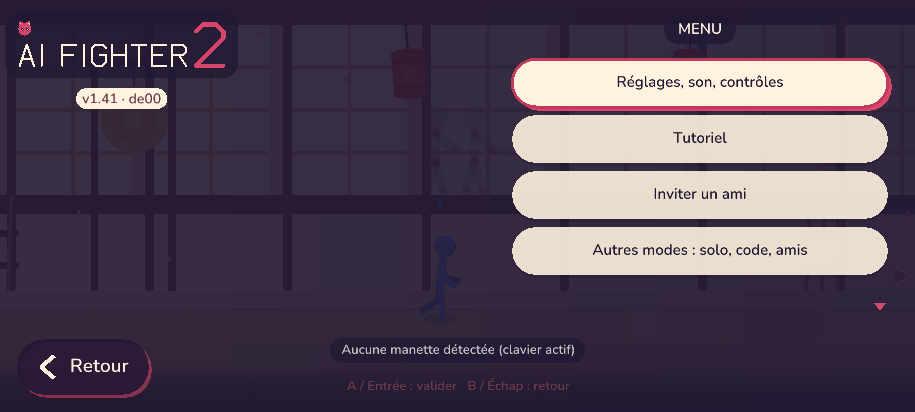 AI FIGHTER 2
v1.41 · de00
MENU
Réglages, son, contrôles
Tutoriel
Inviter un ami
Autres modes : solo, code, amis
Aucune manette détectée (clavier actif)
Retour
A / Entrée : valider B / Échap : retour